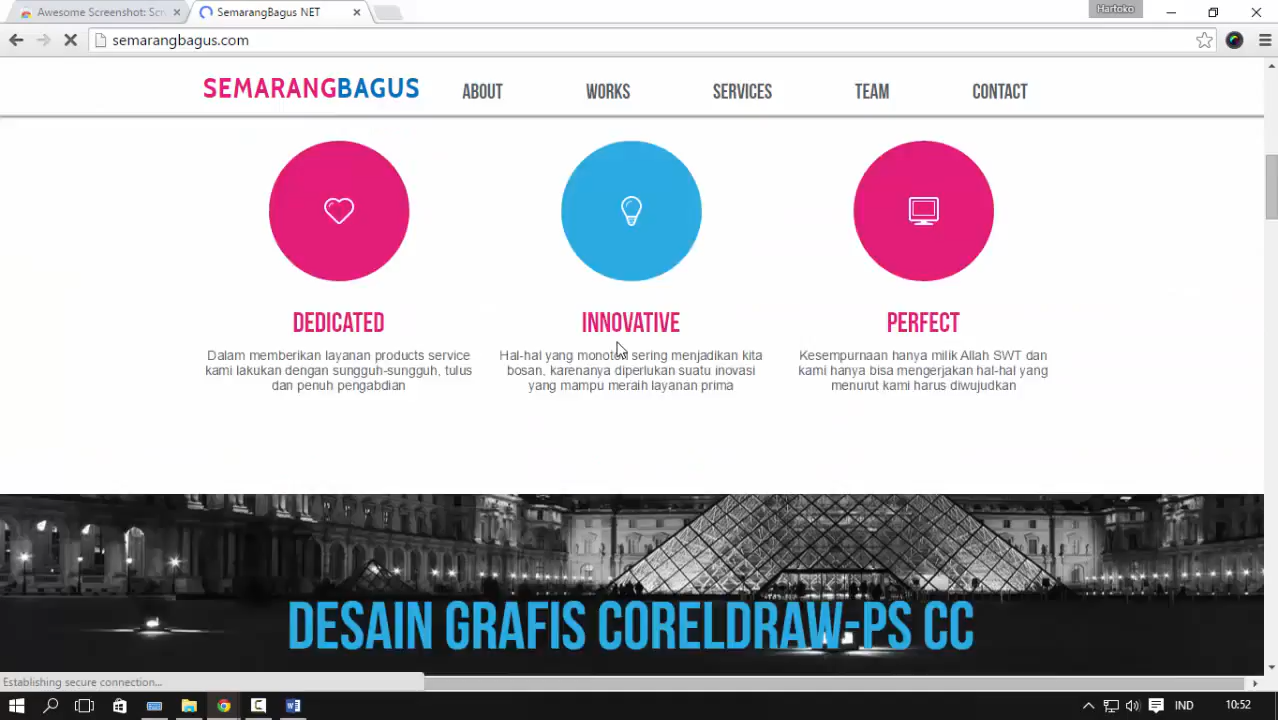 Awesome Screenshot: Scr
SemarangBagus NET
Hartoko
semarangbagus.com
SEMARANGBAGUS
ABOUT
WORKS
SERVICES
TEAM
CONTACT
DEDICATED
Dalam memberikan layanan products service
kami lakukan dengan sungguh-sungguh, tulus
dan penuh pengabdian
INNOVATIVE
Hal-hal yang monoton sering menjadikan kita
bosan, karenanya diperlukan suatu inovasi
yang mampu meraih layanan prima
PERFECT
Kesempurnaan hanya milik Allah SWT dan
kami hanya bisa mengerjakan hal-hal yang
menurut kami harus diwujudkan
DESAIN GRAFIS CORELDRAW-PS CC
Establishing secure connection...
IND
10:52